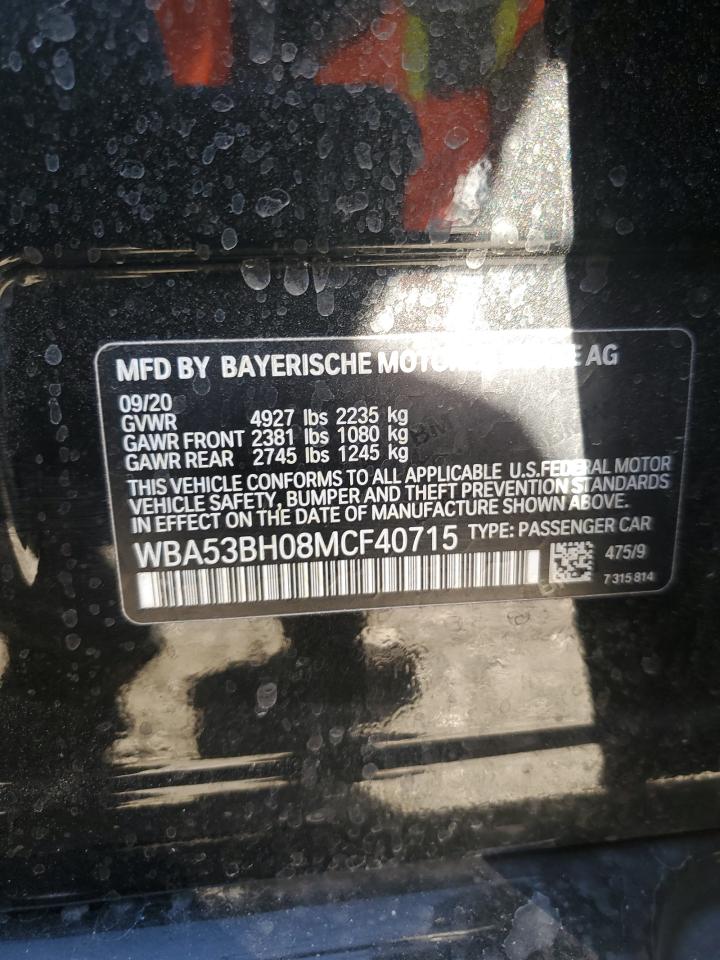 MFD BY BAYERISCHE AG
09/20
GVWR 4927 lbs 2235 kg
GAWR FRONT 2381 lbs 1080 kg
GAWR REAR 2745 lbs 1245 kg
THIS VEHICLE CONFORMS TO ALL APPLICABLE U.S.FEDERAL MOTOR
VEHICLE SAFETY, BUMPER AND THEFT PREVENTION STANDARDS
IN EFFECT ON THE DATE OF MANUFACTURE SHOWN ABOVE.
WBA53BH08MCF40715 TYPE: PASSENGER CAR
475/9
7 315 814